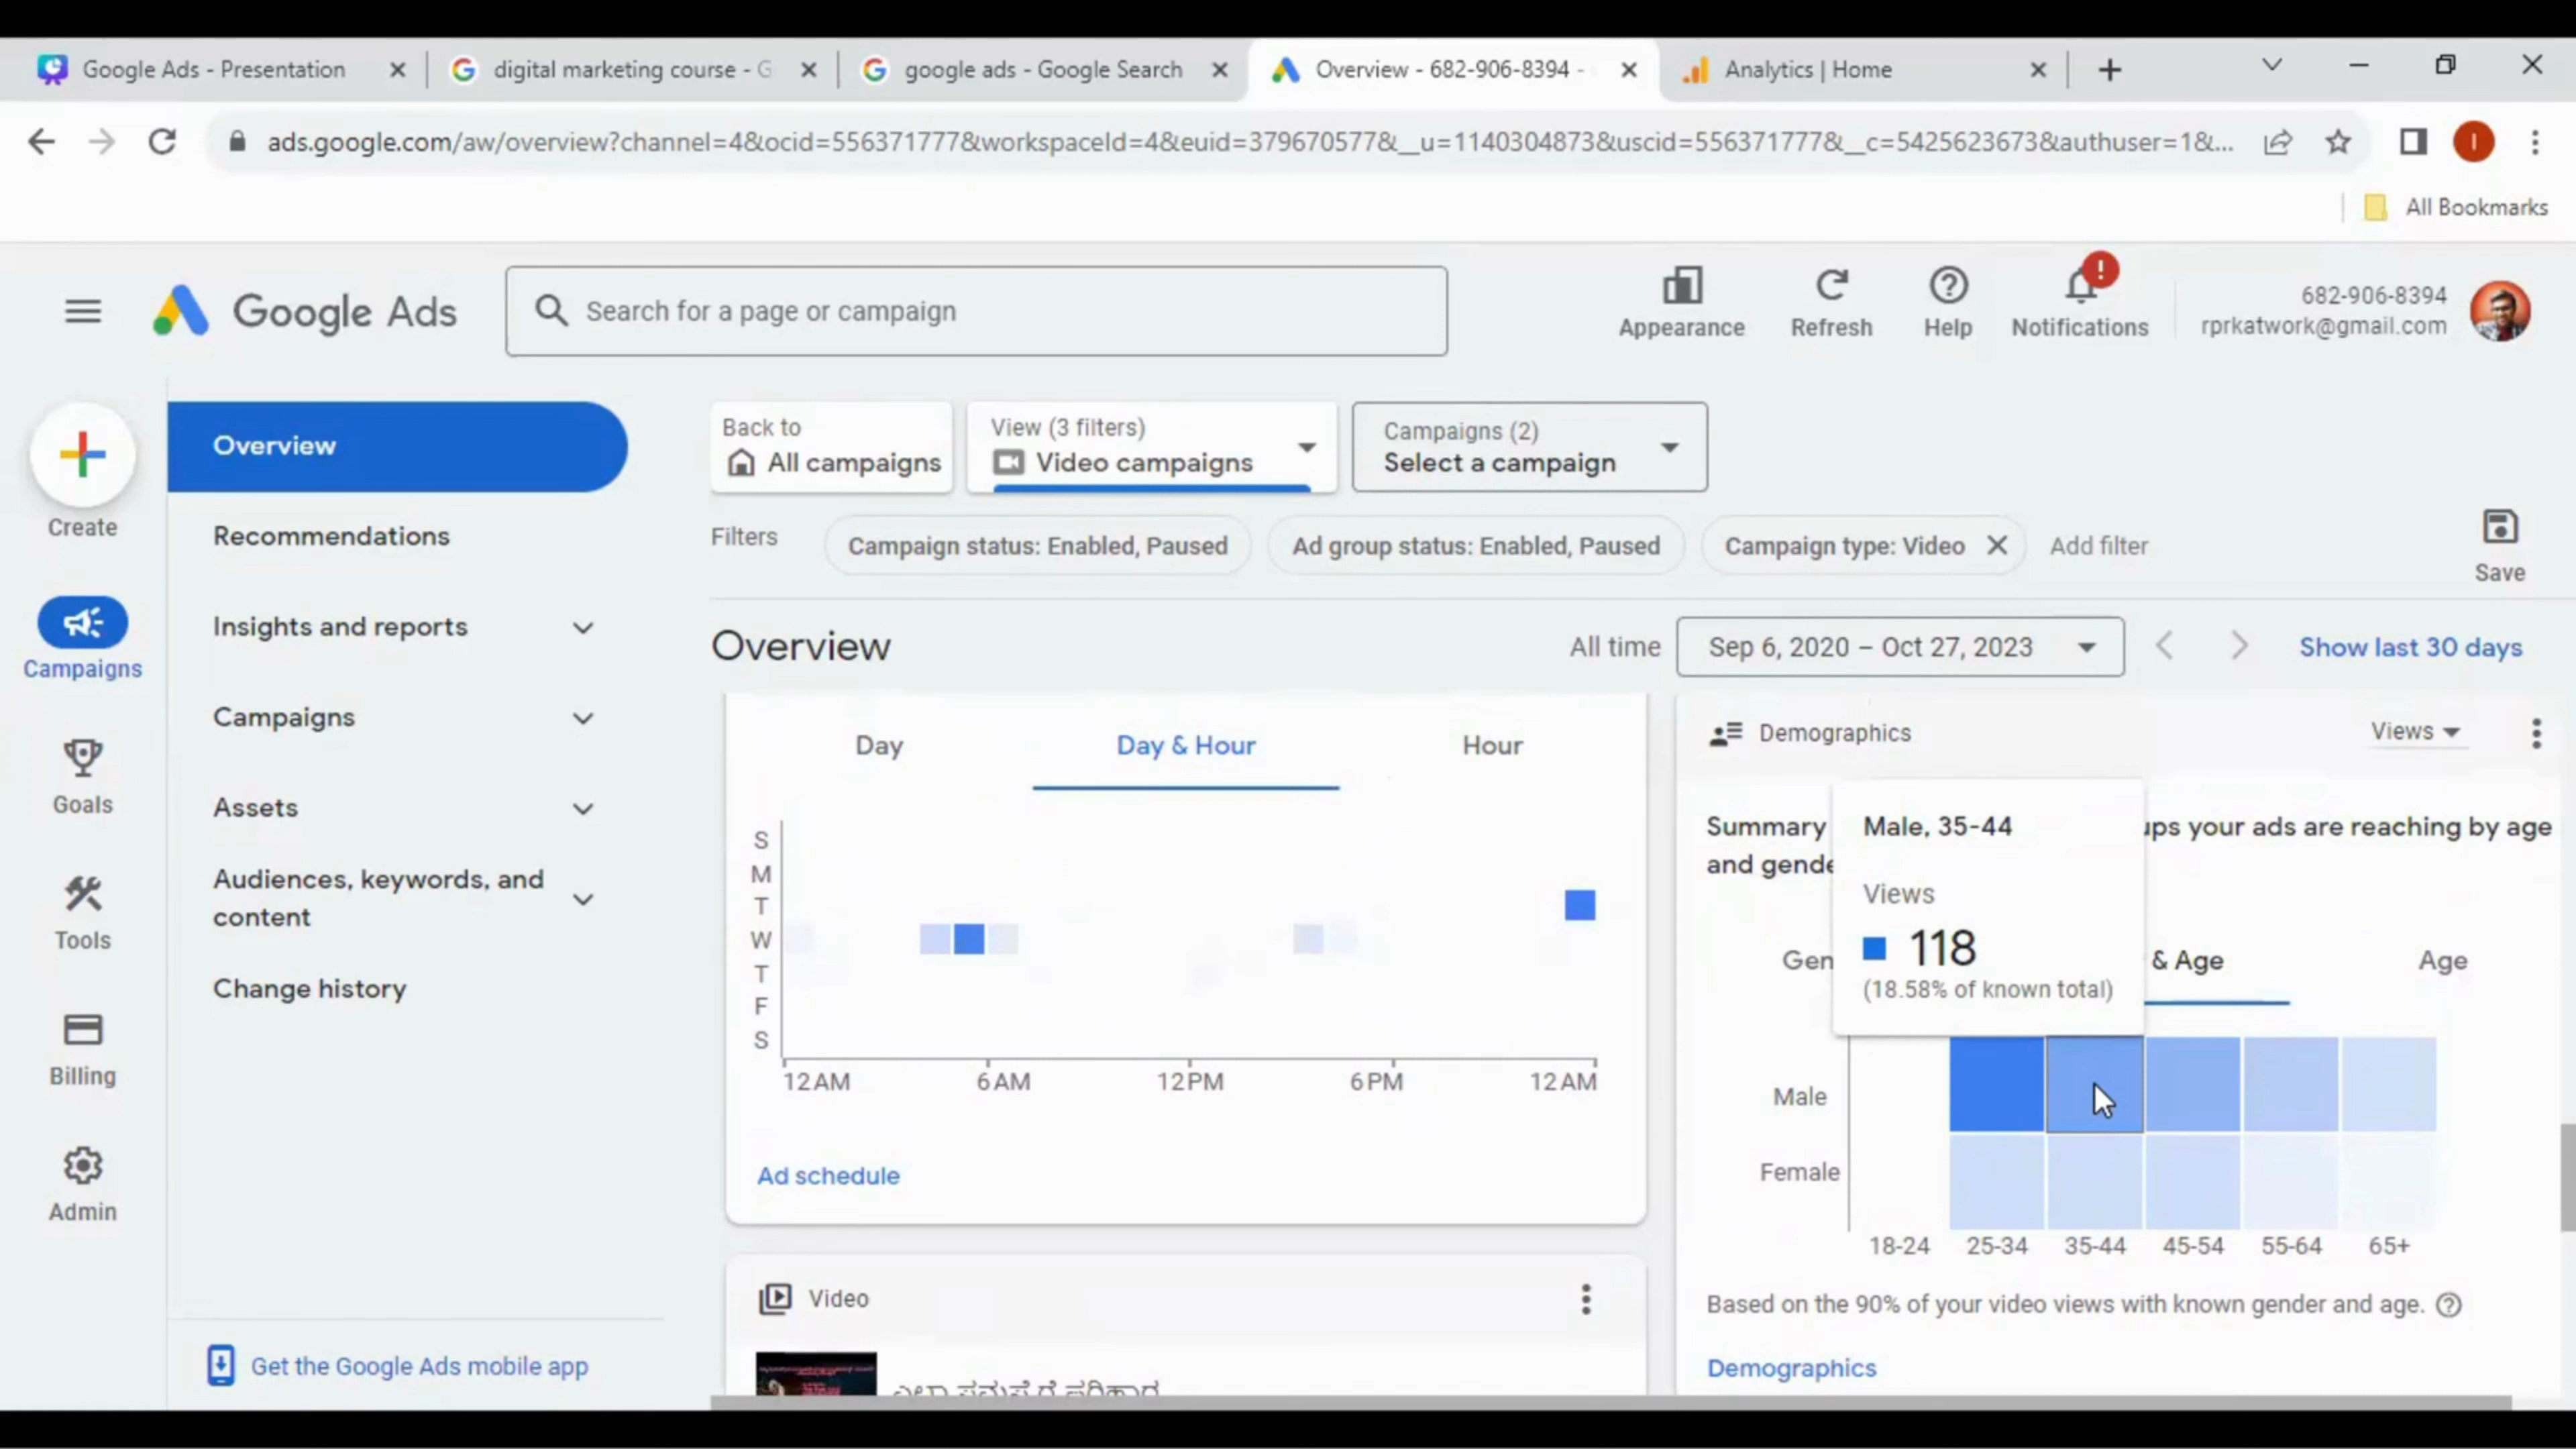 Google Ads - Presentation
digital marketing course - G
google ads - Google Search
Overview - 682-906-8394 -
Analytics | Home
ads.google.com/aw/overview?channel=4&ocid=556371777&workspaceId=4&euid=379670577&__u=1140304873&uscid=556371777&__c=5425623673&authuser=1&...
I
All Bookmarks
Google Ads
Search for a page or campaign
Appearance
Refresh
Help
!
Notifications
682-906-8394
rprkatwork@gmail.com
Create
Campaigns
Goals
Tools
Billing
Admin
Overview
Recommendations
Insights and reports
Campaigns
Assets
Audiences, keywords, and
content
Change history
Get the Google Ads mobile app
Back to
All campaigns
View (3 filters)
Video campaigns
Campaigns (2)
Select a campaign
Filters
Campaign status: Enabled, Paused
Ad group status: Enabled, Paused
Campaign type: Video
Add filter
Save
Overview
All time
Sep 6, 2020 – Oct 27, 2023
Show last 30 days
Day
Day & Hour
Hour
S
M
T
W
T
F
S
12 AM
6 AM
12 PM
6 PM
12 AM
Ad schedule
Video
Demographics
Views
Summary
ups your ads are reaching by age
and gende
Male, 35-44
Views
118
(18.58% of known total)
Gen
& Age
Age
Male
Female
18-24
25-34
35-44
45-54
55-64
65+
Based on the 90% of your video views with known gender and age.
Demographics